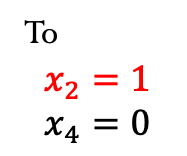 To
x₂ = 1
x₄ = 0